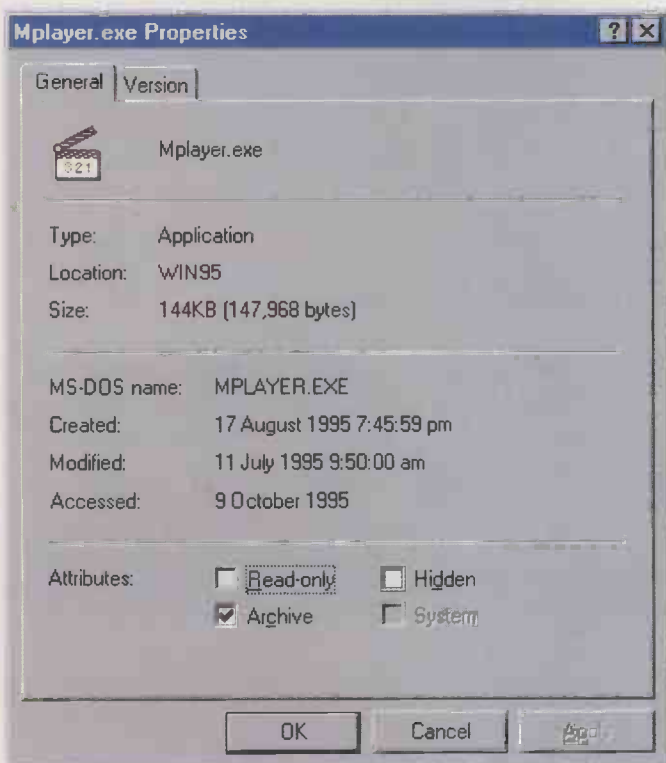 Mplayer.exe Properties
General Version
321
Mplayer.exe
Type: Application
Location: WIN95
Size: 144KB (147,968 bytes)
MS-DOS name: MPLAYER.EXE
Created: 17 August 1995 7:45:59 pm
Modified: 11 July 1995 9:50:00 am
Accessed: 9 October 1995
Attributes: Read-only Hidden
Archive System
OK Cancel